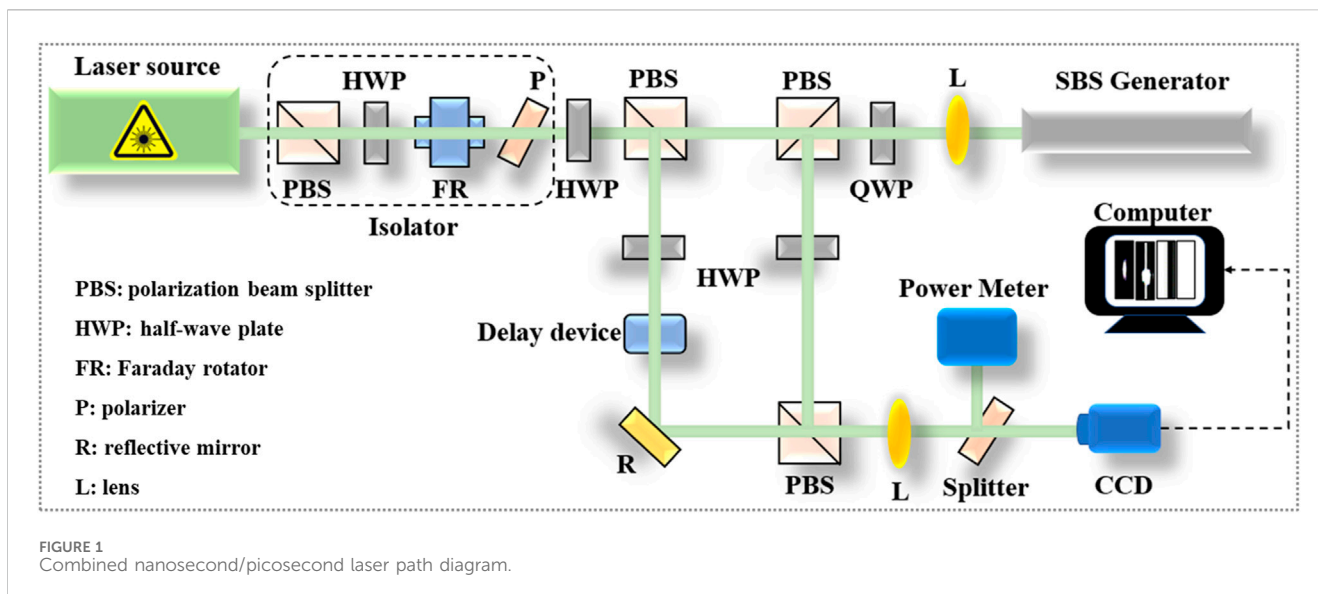 Laser source
HWP
P
PBS
PBS
L
SBS Generator
PBS
FR
HWP
QWP
Isolator
Computer
HWP
PBS: polarization beam splitter
HWP: half-wave plate
FR: Faraday rotator
P: polarizer
R: reflective mirror
L: lens
Power Meter
Delay device
R
PBS
L
Splitter
CCD
FIGURE 1
Combined nanosecond/picosecond laser path diagram.